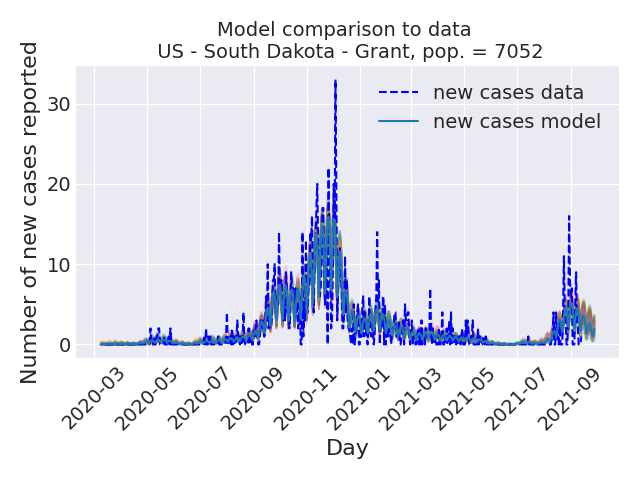 Model comparison to data
US - South Dakota - Grant, pop. = 7052
Number of new cases reported
30
20
10
0
new cases data
new cases model
2020-03
2020-05
2020-07
2020-09
2020-11
2021-01
2021-03
2021-05
2021-07
2021-09
Day